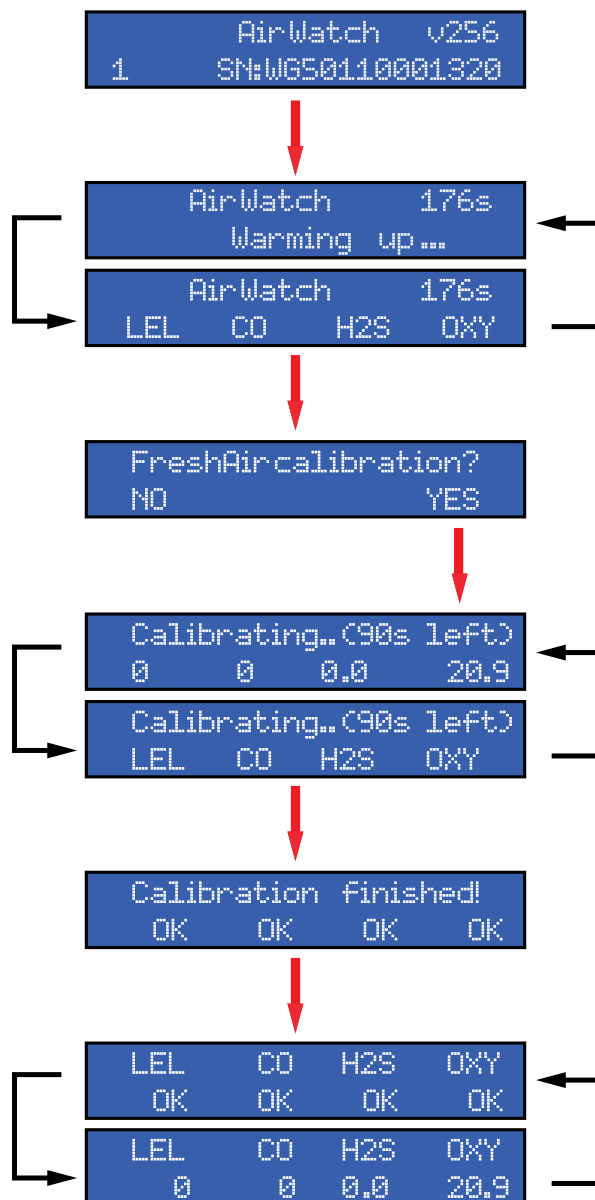 AirWatch v256
1 SN:WG50110001320
AirWatch 176s
Warming up...
AirWatch 176s
LEL CO H2S OXY
FreshAircalibration?
NO YES
Calibrating..(90s left)
0 0 0.0 20.9
Calibrating..(90s left)
LEL CO H2S OXY
Calibration finished!
OK OK OK OK
LEL CO H2S OXY
OK OK OK OK
LEL CO H2S OXY
0 0 0.0 20.9